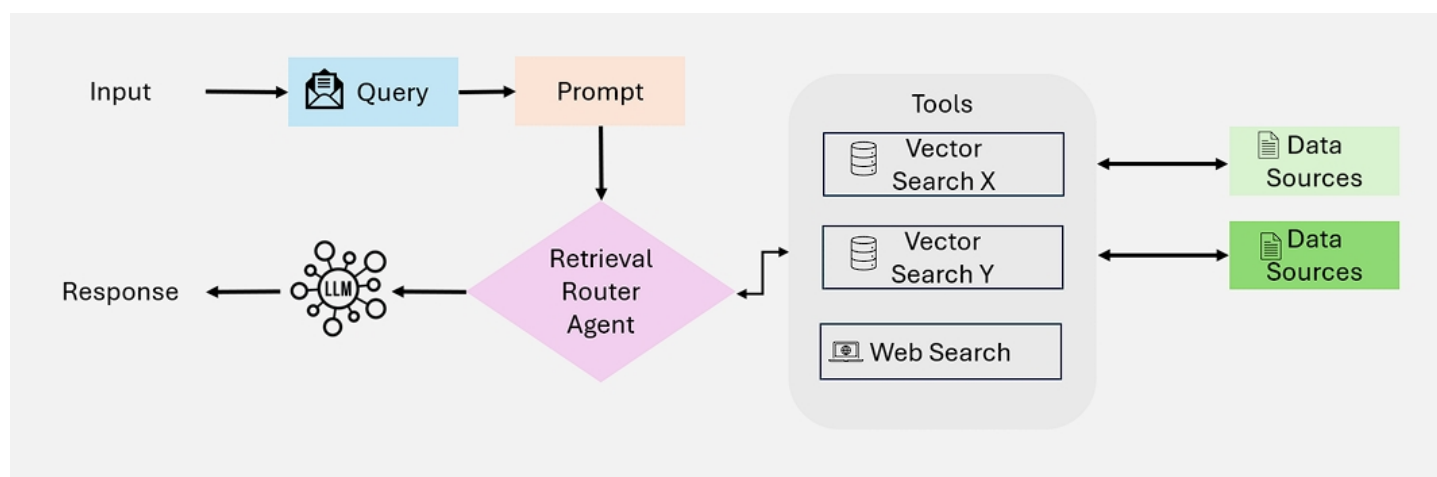 Input
Query
Prompt
Tools
Vector
Search X
Data
Sources
Vector
Search Y
Data
Sources
Retrieval
Router
Agent
LLM
Response
Web Search